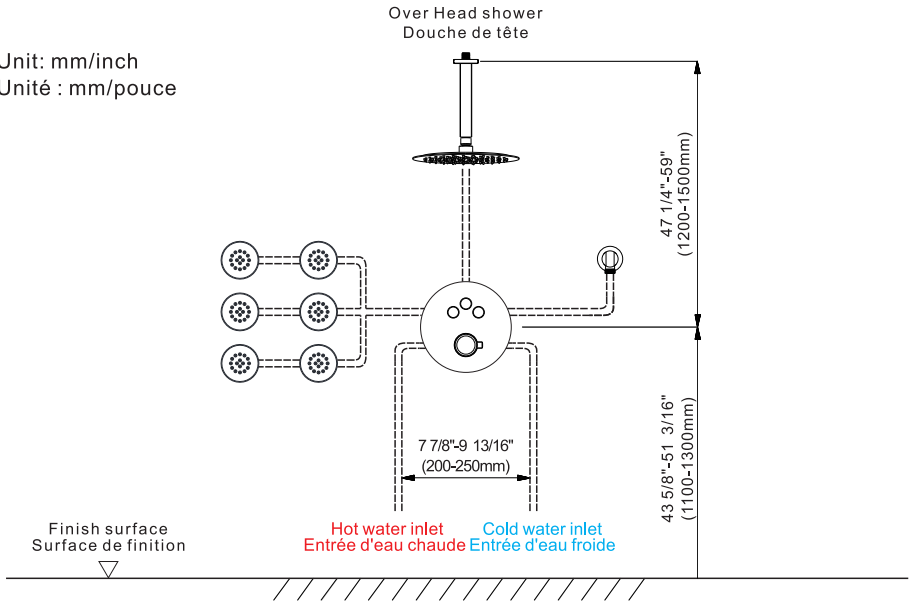 Over Head shower
Douche de tête
Unit: mm/inch
Unité : mm/pouce
47 1/4"-59"
(1200-1500mm)
7 7/8"-9 13/16"
(200-250mm)
43 5/8"-51 3/16"
(1100-1300mm)
Hot water inlet
Entrée d'eau chaude
Cold water inlet
Entrée d'eau froide
Finish surface
Surface de finition